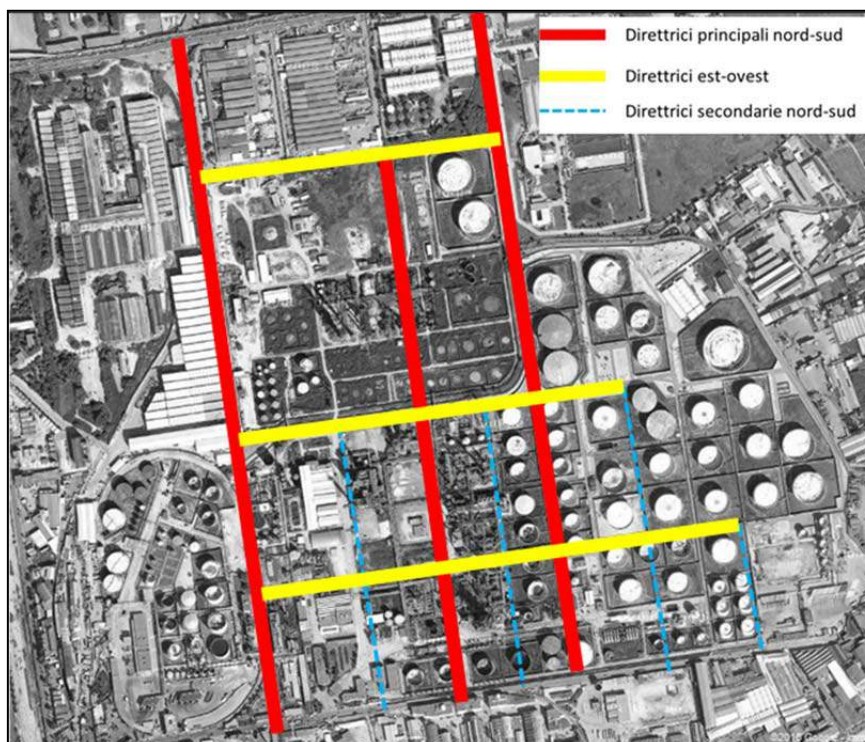 Direttrici principali nord-sud
Direttrici est-ovest
Direttrici secondarie nord-sud